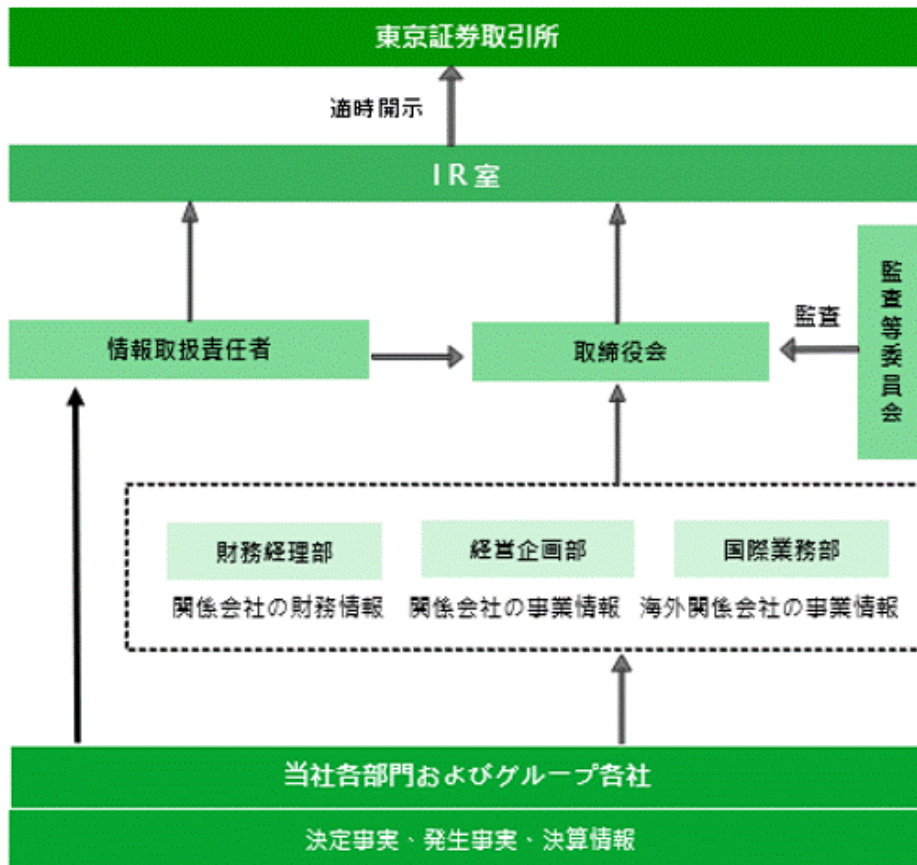 東京証券取引所
適時開示
IR室
監査等委員会
監査
情報取扱責任者
取締役会
財務経理部
経営企画部
国際業務部
関係会社の財務情報
関係会社の事業情報
海外関係会社の事業情報
当社各部門およびグループ各社
決定事実、発生事実、決算情報